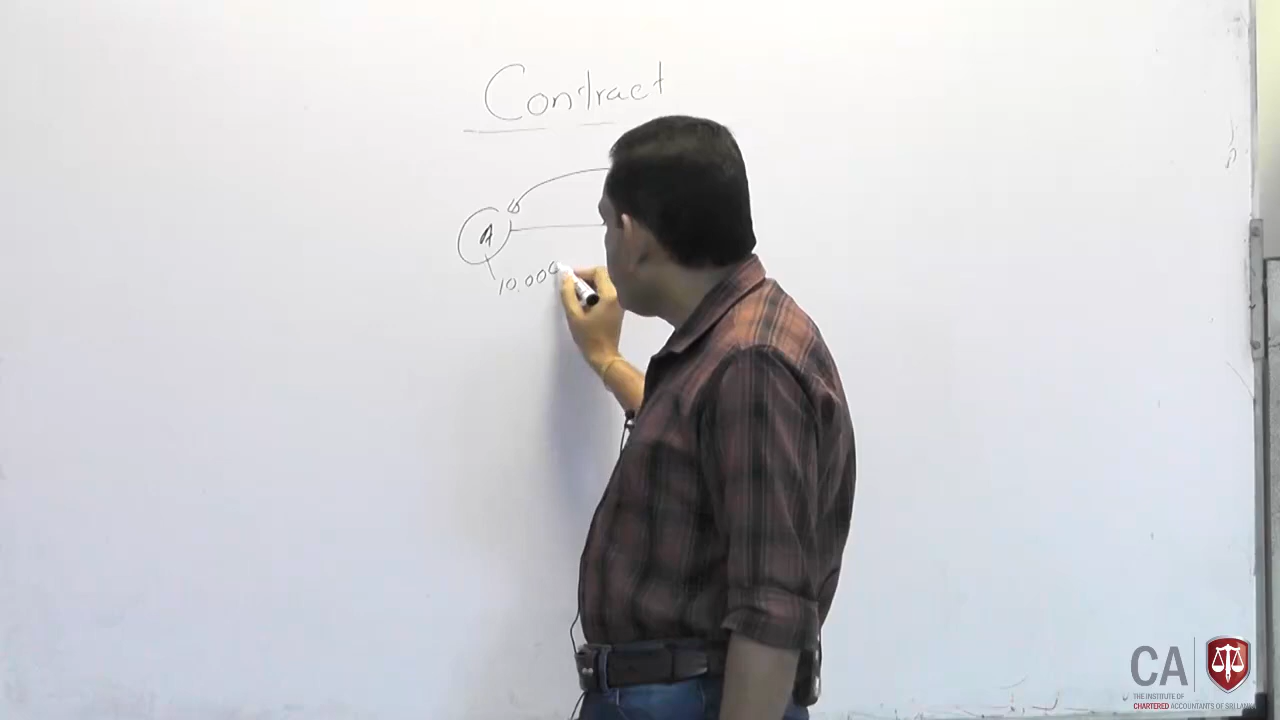 Contract
A
10,000
CA
THE INSTITUTE OF
CHARTERED ACCOUNTANTS OF SRI LANKA